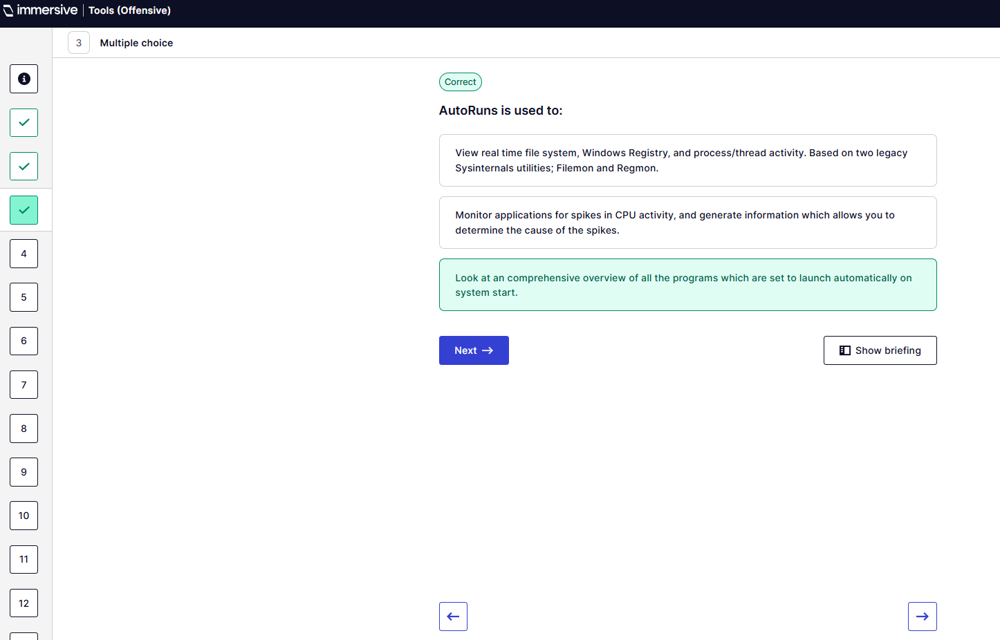 immersive Tools (Offensive)
3 Multiple choice
Correct
AutoRuns is used to:
View real time file system, Windows Registry, and process/thread activity. Based on two legacy
Sysinternals utilities; Filemon and Regmon.
Monitor applications for spikes in CPU activity, and generate information which allows you to
determine the cause of the spikes.
Look at an comprehensive overview of all the programs which are set to launch automatically on
system start.
Next
Show briefing
4
5
6
7
8
9
10
11
12